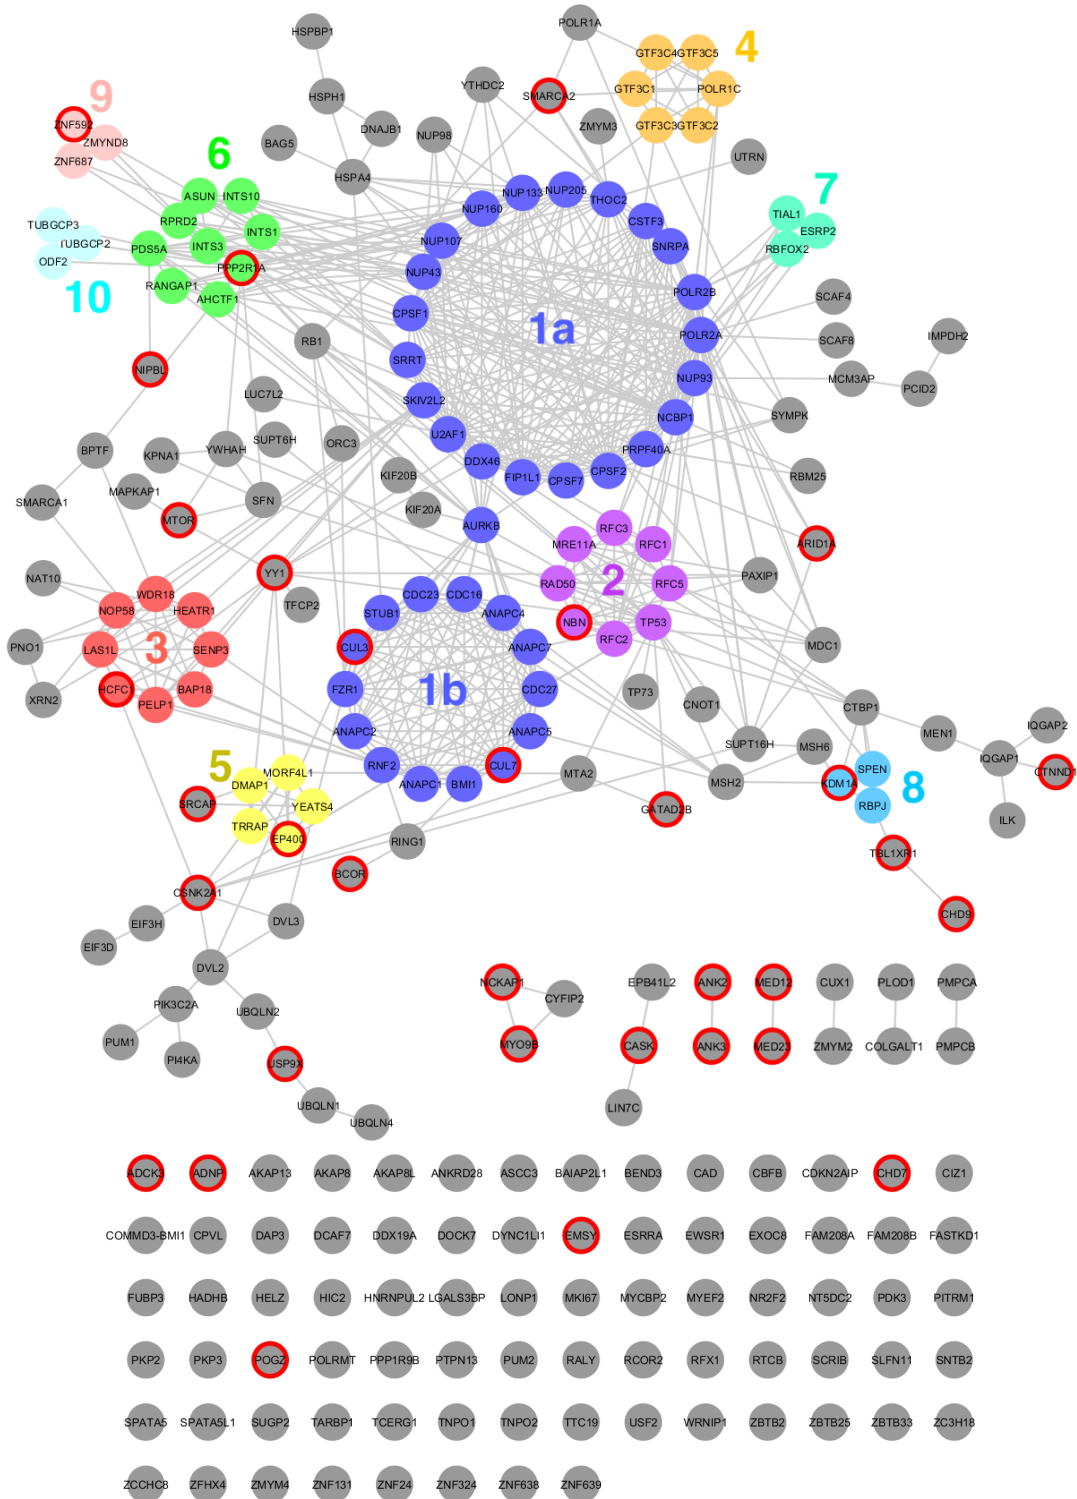 POLR1A
HSPBP1
4
GTF3C4
GTF3C5
YTHDC2
SMARCA2
GTF3C1
POLR1C
HSPH1
9
ZNF592
GTF3C3
GTF3C2
DNAJB1
ZMYM3
NUP98
BAG5
ZMYND8
6
UTRN
ZNF687
HSPA4
7
ASUN
INTS10
NUP133
NUP205
THOC2
NUP160
TIAL1
RPRD2
CSTF3
TUBGCP3
INTS1
ESRP2
NUP107
TUBGCP2
PDS5A
INTS3
SNRPA
RBFOX2
ODF2
PPP2R1A
NUP43
RANGAP1
10
AHCTF1
POLR2B
SCAF4
CPSF1
1a
POLR2A
IMPDH2
RB1
SCAF8
SRRT
NIPBL
NUP93
MCM3AP
PCID2
LUC7L2
SKIV2L2
NCBP1
SYMPK
U2AF1
SUPT6H
ORC3
PRPF40A
BPTF
KPNA1
YWHAH
DDX46
CPSF2
FIP1L1
CPSF7
KIF20B
RBM25
MAPKAP1
SMARCA1
SFN
KIF20A
MTOR
AURKB
RFC3
ARID1A
MRE11A
RFC1
YY1
NAT10
RAD50
2
RFC5
PAXIP1
WDR18
CDC23
CDC16
TFCP2
NOP58
HEATR1
STUB1
ANAPC4
NBN
TP53
RFC2
PNO1
LAS1L
3
SENP3
CUL3
ANAPC7
MDC1
HCFC1
BAP18
FZR1
1b
CDC27
TP73
XRN2
PELP1
CNOT1
CTBP1
ANAPC2
ANAPC5
IQGAP2
MEN1
SUPT16H
MSH6
5
MORF4L1
RNF2
CUL7
IQGAP1
SPEN
CTNND1
DMAP1
ANAPC1
BMI1
MTA2
MSH2
KDM1A
8
SRCAP
YEATS4
GATAD2B
RBPJ
TRRAP
EP400
ILK
RING1
TBL1XR1
BCOR
CSNK2A1
CHD9
EIF3H
DVL3
EIF3D
DVL2
NCKAP1
EPB41L2
ANK2
MED12
CUX1
PLOD1
PMPCA
PIK3C2A
CYFIP2
UBQLN2
PUM1
MYO9B
CASK
ANK3
MED23
ZMYM2
COLGALT1
PMPCB
PI4KA
USP9X
UBQLN1
LIN7C
UBQLN4
ADCK3 ADNP AKAP13 AKAP8 AKAP8L ANKRD28 ASCC3 BAIAP2L1 BEND3 CAD CBFB CDKN2AIP CHD7 CIZ1
COMMD3-BMI1 CPVL DAP3 DCAF7 DDX19A DOCK7 DYNC1LI1 EMSY ESRRA EWSR1 EXOC8 FAM208A FAM208B FASTKD1
FUBP3 HADHB HELZ HIC2 HNRNPUL2 LGALS3BP LONP1 MKI67 MYCBP2 MYEF2 NR2F2 NT5DC2 PDK3 PITRM1
PKP2 PKP3 POGZ POLRMT PPP1R9B PTPN13 PUM2 RALY RCOR2 RFX1 RTCB SCRIB SLFN11 SNTB2
SPATA5 SPATA5L1 SUGP2 TARBP1 TCERG1 TNPO1 TNPO2 TTC19 USF2 WRNIP1 ZBTB2 ZBTB25 ZBTB33 ZC3H18
ZCCHC8 ZFHX4 ZMYM4 ZNF131 ZNF24 ZNF324 ZNF638 ZNF639